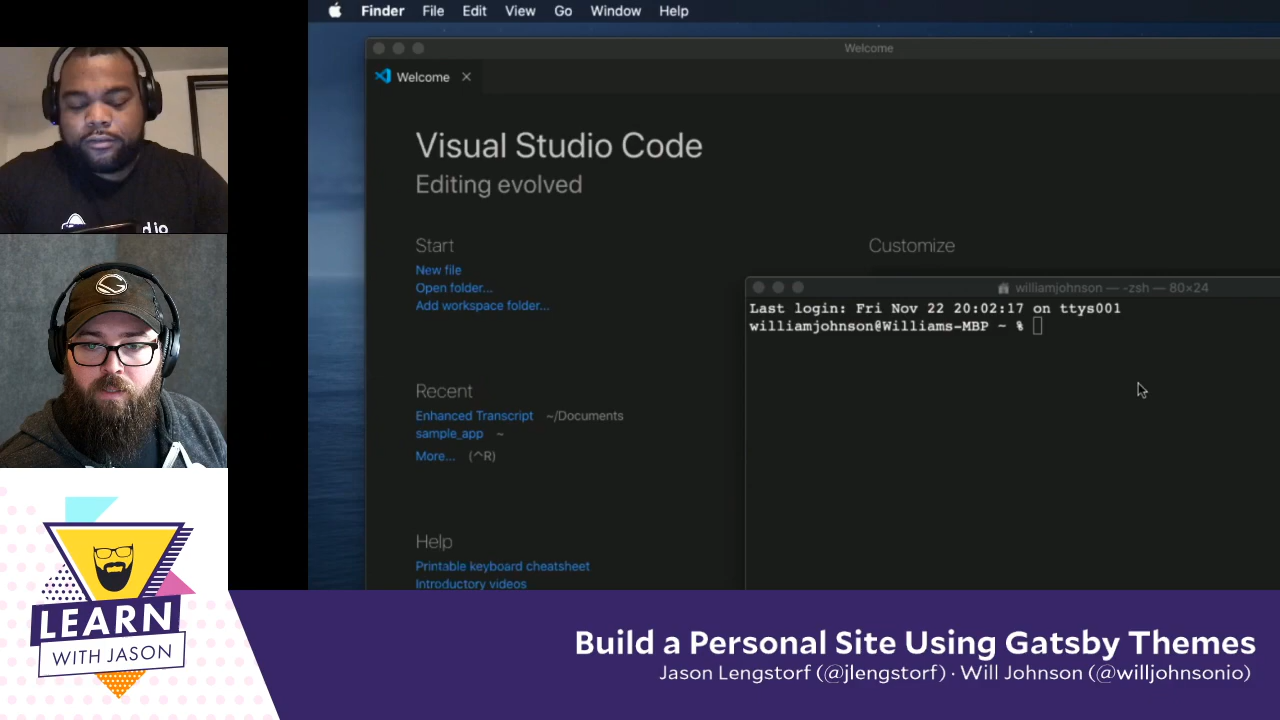 Finder File Edit View Go Window Help
Welcome
Welcome
Visual Studio Code
Editing evolved
Start
New file
Open folder...
Add workspace folder...
Customize
williamjohnson — -zsh — 80×24
Last login: Fri Nov 22 20:02:17 on ttys001
williamjohnson@Williams-MBP ~ %
Recent
Enhanced Transcript ~/Documents
sample_app ~
More... (^R)
Help
Printable keyboard cheatsheet
Introductory videos
LEARN
WITH JASON
Build a Personal Site Using Gatsby Themes
Jason Lengstorf (@jlengstorf) · Will Johnson (@willjohnsonio)